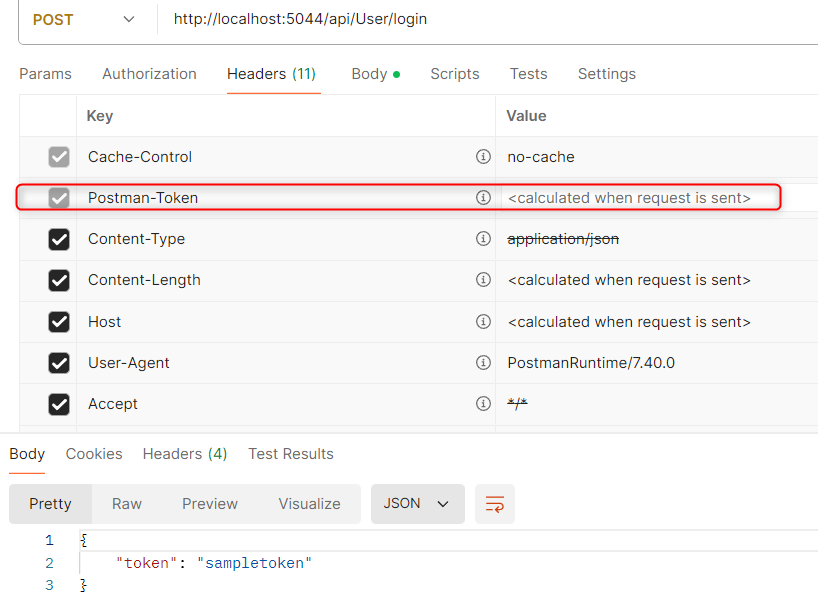 POST http://localhost:5044/api/User/login
Params Authorization Headers (11) Body Scripts Tests Settings
Key Value
Cache-Control no-cache
Postman-Token <calculated when request is sent>
Content-Type application/json
Content-Length <calculated when request is sent>
Host <calculated when request is sent>
User-Agent PostmanRuntime/7.40.0
Accept */*
Body Cookies Headers (4) Test Results
Pretty Raw Preview Visualize JSON
1 {
2 "token": "sampletoken"
3 }